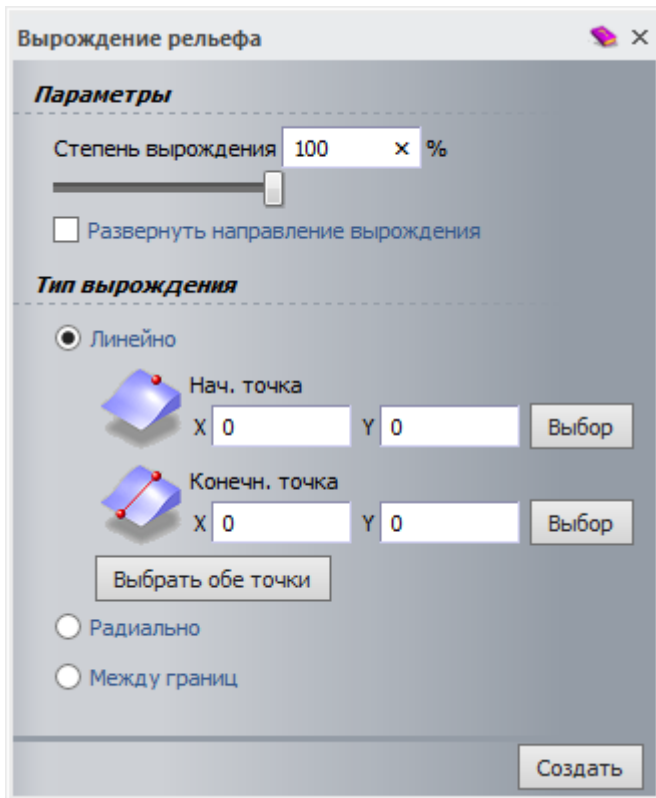 Вырождение рельефа
Параметры
Степень вырождения 100 %
Развернуть направление вырождения
Тип вырождения
Линейно
Нач. точка
X 0 Y 0 Выбор
Конечн. точка
X 0 Y 0 Выбор
Выбрать обе точки
Радиально
Между границ
Создать